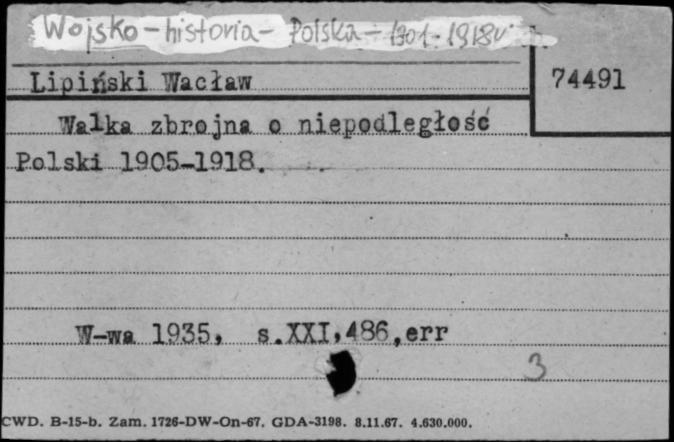 Wojsko - historia - Polska - 1901-1918r.
Lipiński Wacław
74491
Walka zbrojna o niepodległość
Polski 1905-1918.
W-wa 1935, s.XXI,486,err
3
CWD. B-15-b. Zam. 1726-DW-On-67. GDA-3198. 8.11.67. 4.630.000.